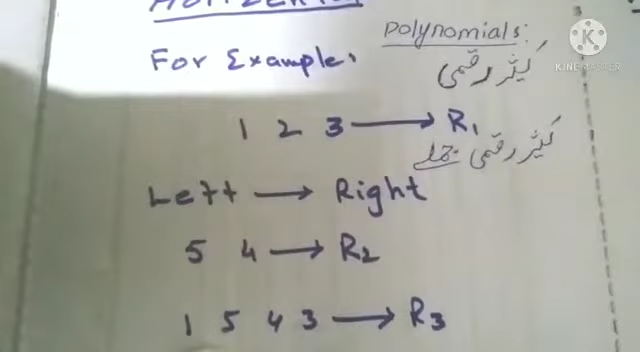 Polynomials:
For Example,
کثیر رقمی
KINEMASTER
1 2 3 → R1
کثیر رقمی جملے
Left → Right
5 4 → R2
1 5 4 3 → R3